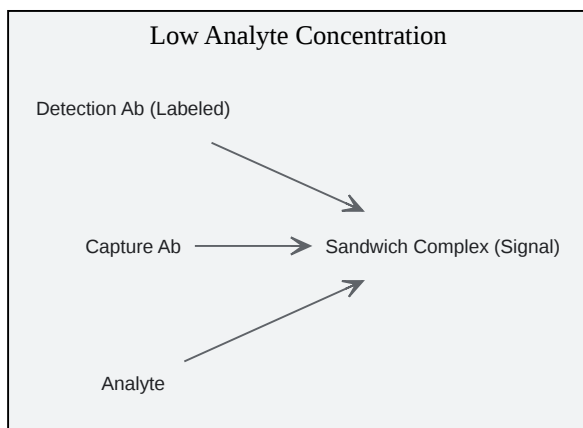 Low Analyte Concentration
Detection Ab (Labeled)
Capture Ab
Sandwich Complex (Signal)
Analyte